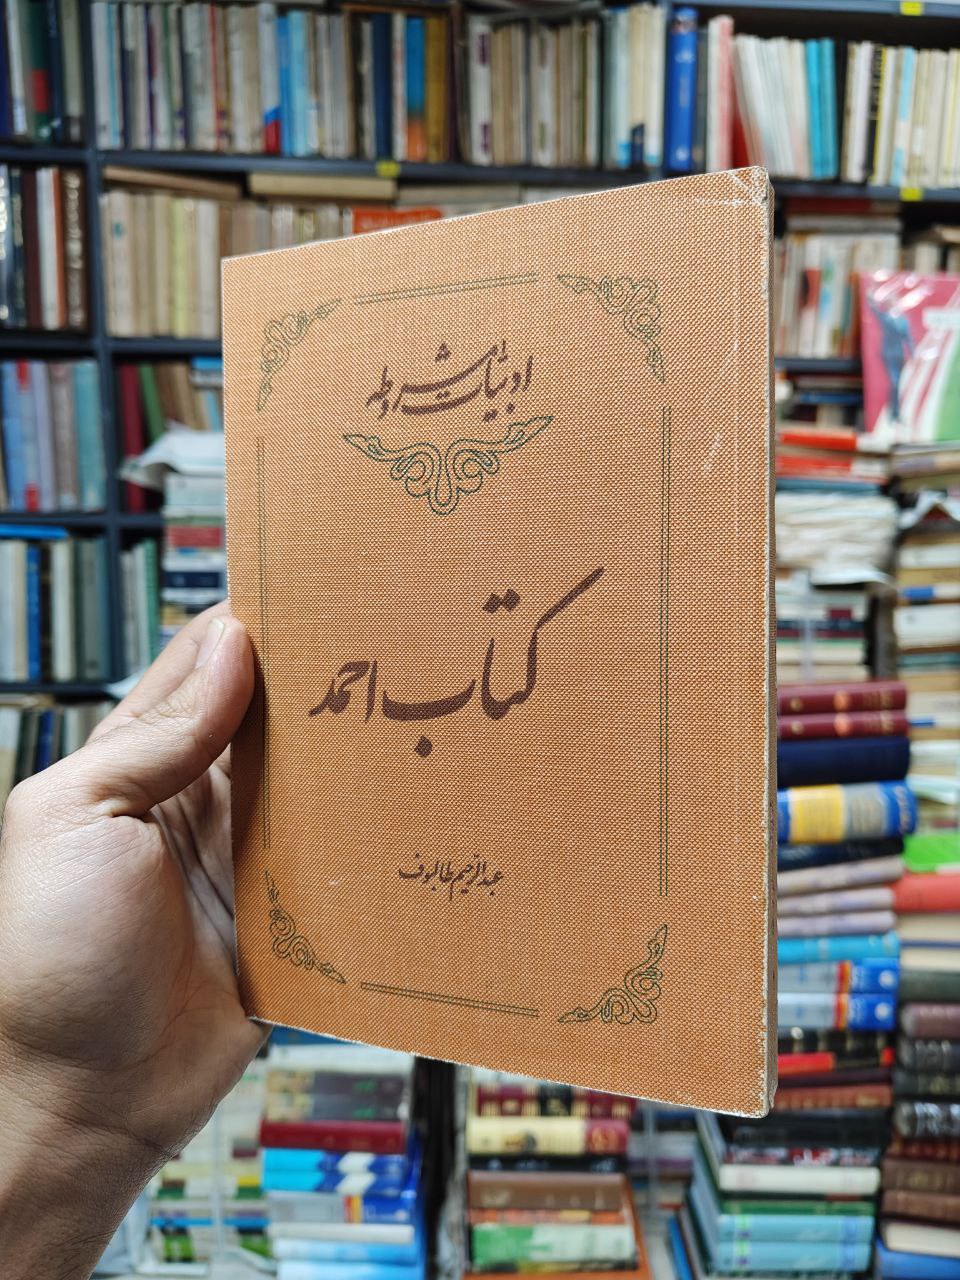 ادبیات مشروطه
کتاب احمد
عبدالرحیم طالبوف